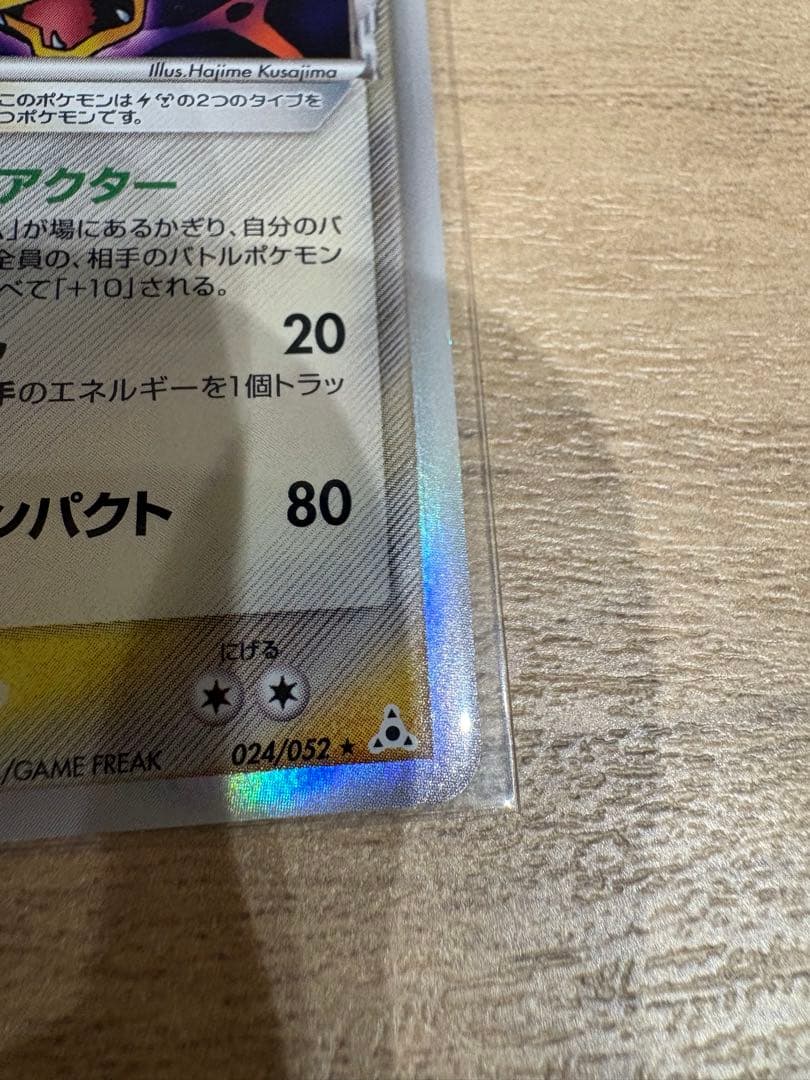 Illus.Hajime Kusajima
このポケモンはの2つのタイプを
つポケモンです。
アクター
」が場にあるかぎり、自分のバ
全員の、相手のバトルポケモン
べて「+10」される。
20
手のエネルギーを1個トラッ
ンパクト 80
にげる
/GAME FREAK 024/052 ★